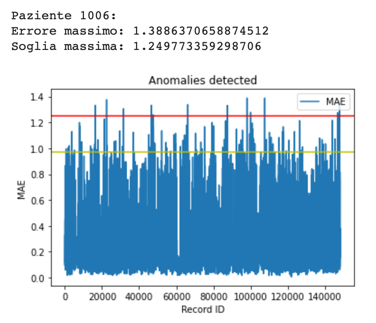 Paziente 1006:
Errore massimo: 1.3886370658874512
Soglia massima: 1.249773359298706
Anomalies detected
MAE
1.4
1.2
1.0
0.8
0.6
0.4
0.2
0.0
MAE
0 20000 40000 60000 80000 100000 120000 140000
Record ID